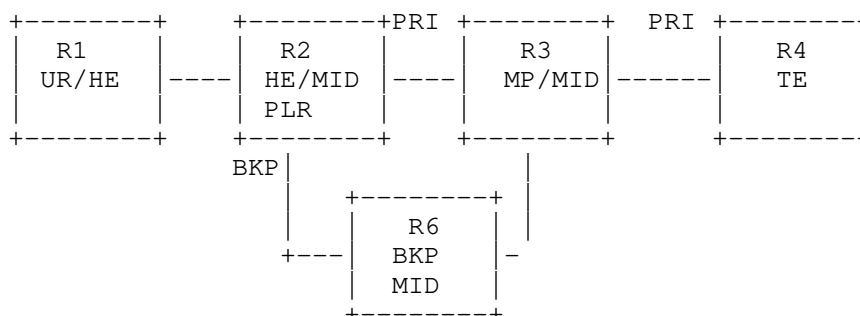 PRI PRI
R1 R2 R3 R4
UR/HE HE/MID MP/MID TE
PLR
BKP
R6
BKP
MID